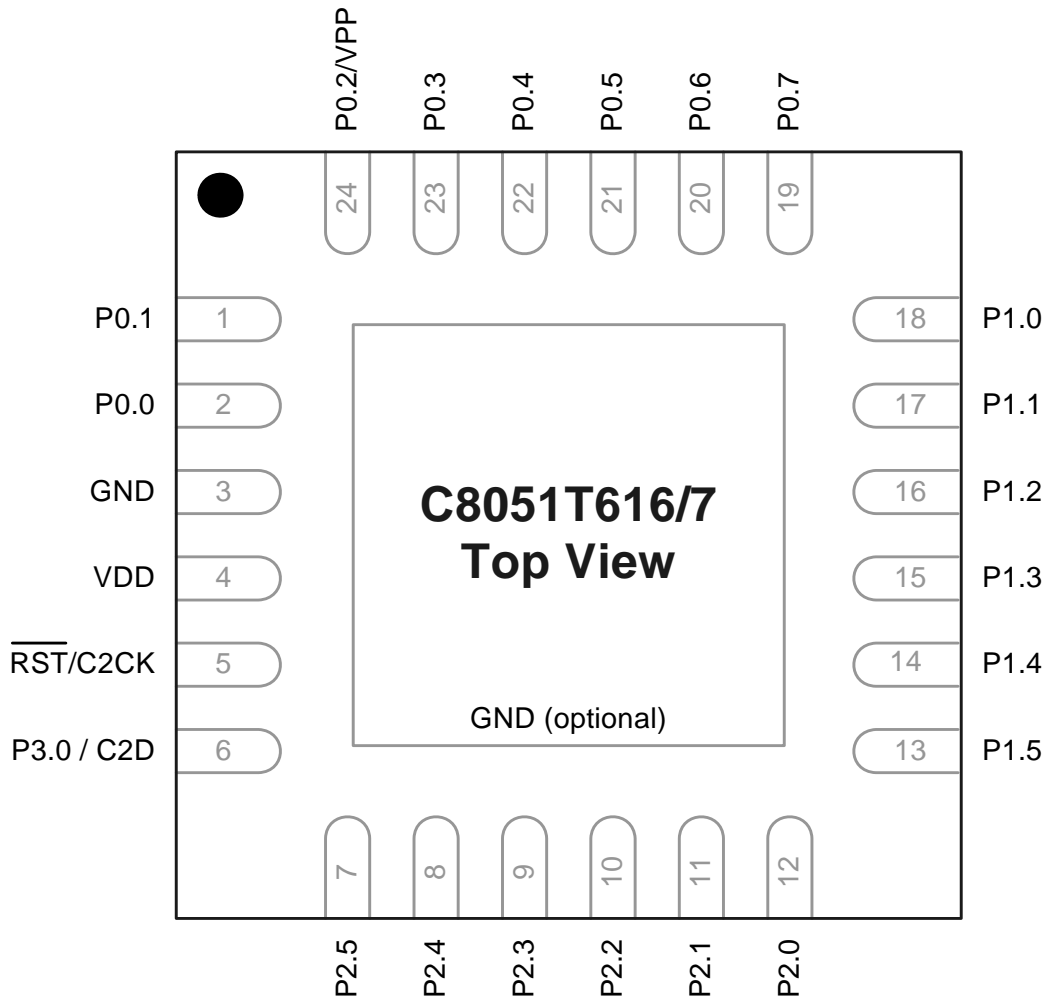 P0.2/VPP
P0.3
P0.4
P0.5
P0.6
P0.7
24
23
22
21
20
19
P0.1
1
18
P1.0
P0.0
2
17
P1.1
GND
3
16
P1.2
VDD
4
15
P1.3
RST/C2CK
5
14
P1.4
P3.0 / C2D
6
13
P1.5
C8051T616/7
Top View
GND (optional)
7
8
9
10
11
12
P2.5
P2.4
P2.3
P2.2
P2.1
P2.0